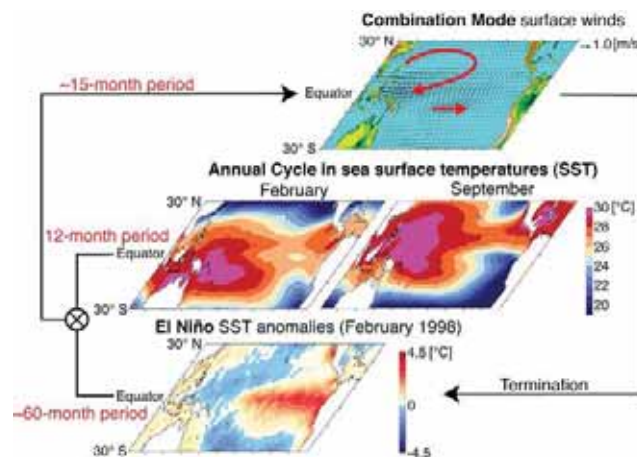 Combination Mode surface winds
30° N
→ 1.0 [m/s]
~15-month period
Equator
30° S
Annual Cycle in sea surface temperatures (SST)
February
September
30° N
30 [°C]
28
26
24
22
20
12-month period
Equator
30° S
El Niño SST anomalies (February 1998)
30° N
4.5 [°C]
0
-4.5
Termination
Equator
~60-month period
30° S